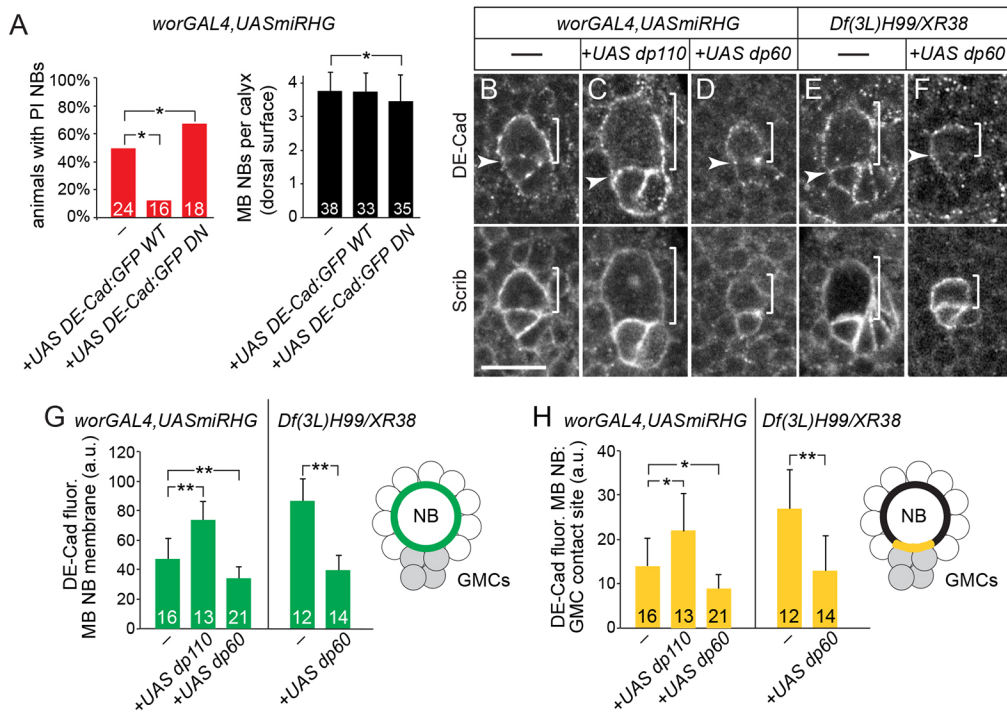 A
worGAL4,UASmiRHG
animals with PI NBs
100%
80%
60%
40%
20%
0%
*
*
24
16
18
–
+UAS DE-Cad:GFP WT
+UAS DE-Cad:GFP DN
MB NBs per calyx
(dorsal surface)
4
3
2
1
0
*
38
33
35
–
+UAS DE-Cad:GFP WT
+UAS DE-Cad:GFP DN
worGAL4,UASmiRHG
Df(3L)H99/XR38
—
+UAS dp110
+UAS dp60
—
+UAS dp60
B
C
D
E
F
DE-Cad
Scrib
G
worGAL4,UASmiRHG
Df(3L)H99/XR38
DE-Cad fluor.
MB NB membrane (a.u.)
120
100
80
60
40
20
0
**
**
**
16
13
21
12
14
–
+UAS dp110
+UAS dp60
–
+UAS dp60
NB
GMCs
H
worGAL4,UASmiRHG
Df(3L)H99/XR38
DE-Cad fluor. MB NB:
GMC contact site (a.u.)
40
30
20
10
0
*
*
**
16
13
21
12
14
–
+UAS dp110
+UAS dp60
–
+UAS dp60
NB
GMCs